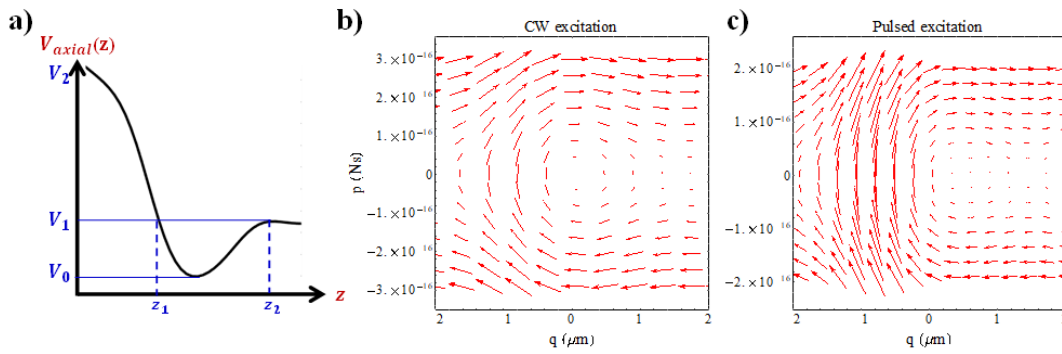 a)
V_axial(z)
V_2
V_1
V_0
z_1
z_2
z
b)
CW excitation
3.×10^-16
2.×10^-16
1.×10^-16
0
-1.×10^-16
-2.×10^-16
-3.×10^-16
p (Ns)
2 1 0 1 2
q (μm)
c)
Pulsed excitation
2.×10^-16
1.×10^-16
0
-1.×10^-16
-2.×10^-16
p (Ns)
2 1 0 1 2
q (μm)